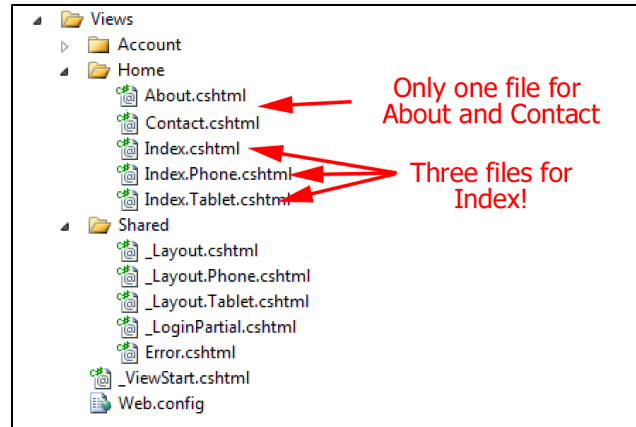 Views
Account
Home
About.cshtml
Only one file for
About and Contact
Contact.cshtml
Index.cshtml
Index.Phone.cshtml
Three files for
Index!
Index.Tablet.cshtml
Shared
_Layout.cshtml
_Layout.Phone.cshtml
_Layout.Tablet.cshtml
_LoginPartial.cshtml
Error.cshtml
_ViewStart.cshtml
Web.config